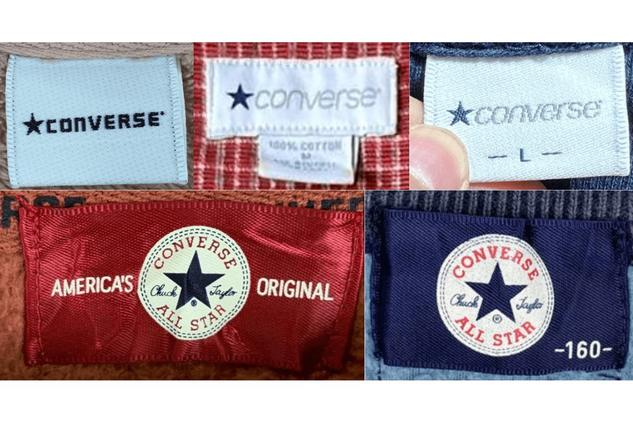 ★CONVERSE®
★converse®
100% COTTON
M
★converse®
— L —
AMERICA'S
CONVERSE
Chuck Taylor
®
ALL STAR
ORIGINAL
CONVERSE
Chuck Taylor
®
ALL STAR
-160-